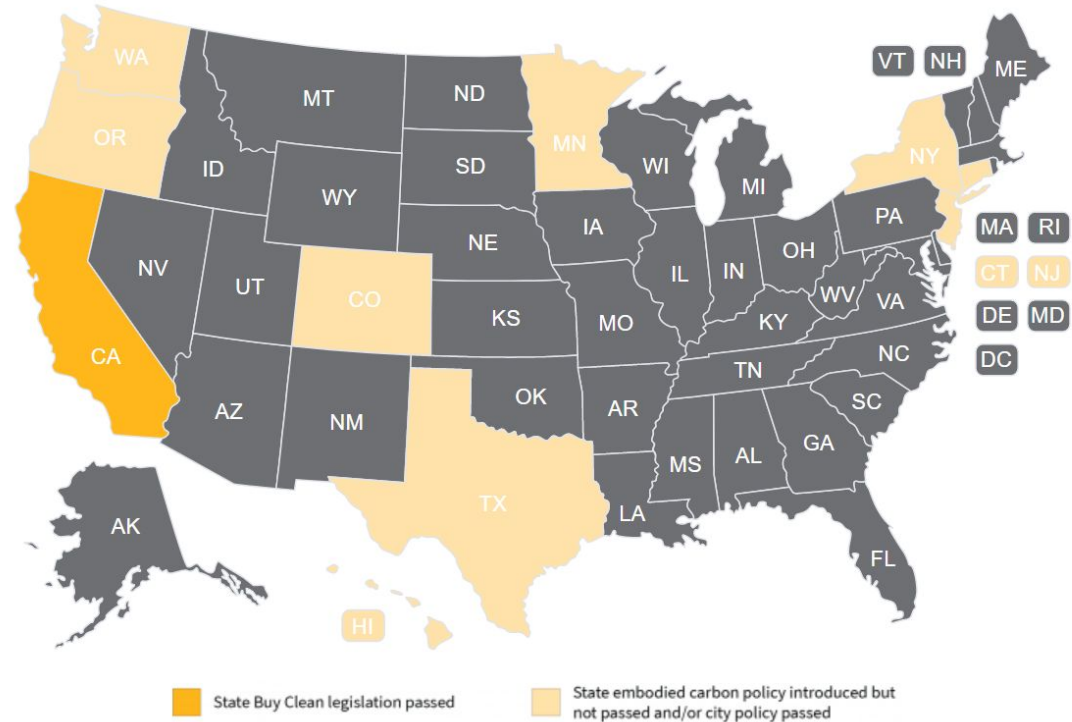 WA
MT
ND
VT NH
ME
OR
MN
ID
SD
WI
NY
WY
MI
IA
PA
MA RI
NE
NV
OH
IL
IN
CT NJ
UT
CO
WV
VA
DE MD
KS
MO
KY
CA
NC
DC
TN
OK
AR
SC
AZ
NM
MS
AL
GA
TX
LA
AK
FL
HI
State Buy Clean legislation passed
State embodied carbon policy introduced but
not passed and/or city policy passed